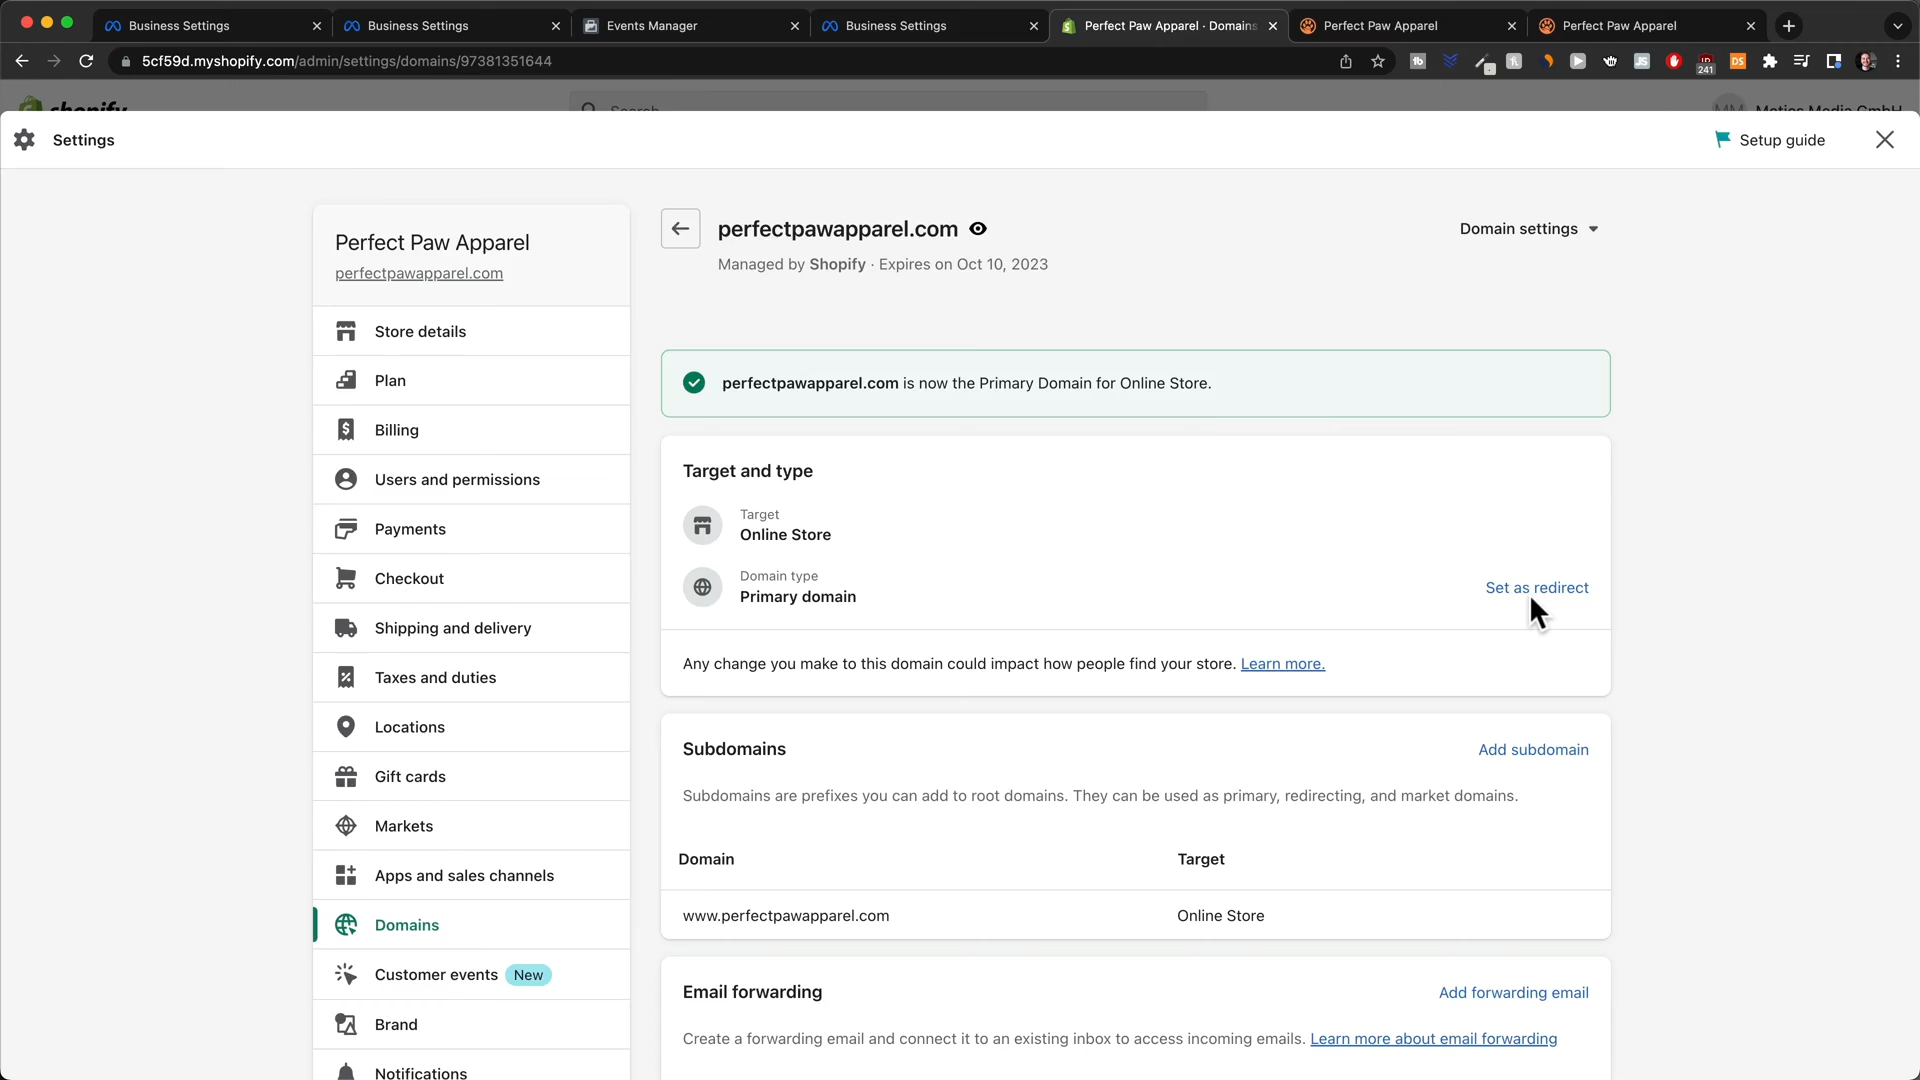 Business Settings
Business Settings
Events Manager
Business Settings
Perfect Paw Apparel · Domains
Perfect Paw Apparel
Perfect Paw Apparel
5cf59d.myshopify.com/admin/settings/domains/97381351644
241
shopify
Search
MM
Motics Media GmbH
Settings
Setup guide
Perfect Paw Apparel
perfectpawapparel.com
Store details
Plan
Billing
Users and permissions
Payments
Checkout
Shipping and delivery
Taxes and duties
Locations
Gift cards
Markets
Apps and sales channels
Domains
Customer events New
Brand
Notifications
perfectpawapparel.com
Domain settings
Managed by Shopify · Expires on Oct 10, 2023
perfectpawapparel.com is now the Primary Domain for Online Store.
Target and type
Target
Online Store
Domain type
Primary domain
Set as redirect
Any change you make to this domain could impact how people find your store. Learn more.
Subdomains
Add subdomain
Subdomains are prefixes you can add to root domains. They can be used as primary, redirecting, and market domains.
Domain Target
www.perfectpawapparel.com Online Store
Email forwarding
Add forwarding email
Create a forwarding email and connect it to an existing inbox to access incoming emails. Learn more about email forwarding